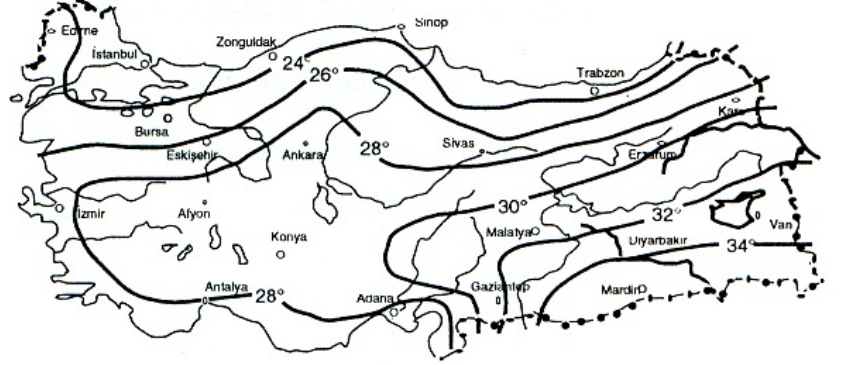 Sinop
Edirne
Zonguldak
İstanbul
24°
26°
Trabzon
Kars
Bursa
28°
Sivas
Eskişehir
Ankara
Erzurum
30°
32°
İzmir
Afyon
Van
Malatya
Konya
Diyarbakır
34°
Antalya
28°
Adana
Gaziantep
Mardin